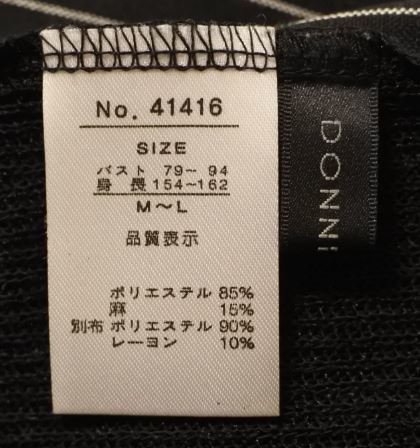 No. 41416
SIZE
バスト 79～ 94
身 長 154～162
M～L
品質表示
ポリエステル 85%
麻 15%
別布 ポリエステル 90%
レーヨン 10%
DONNI